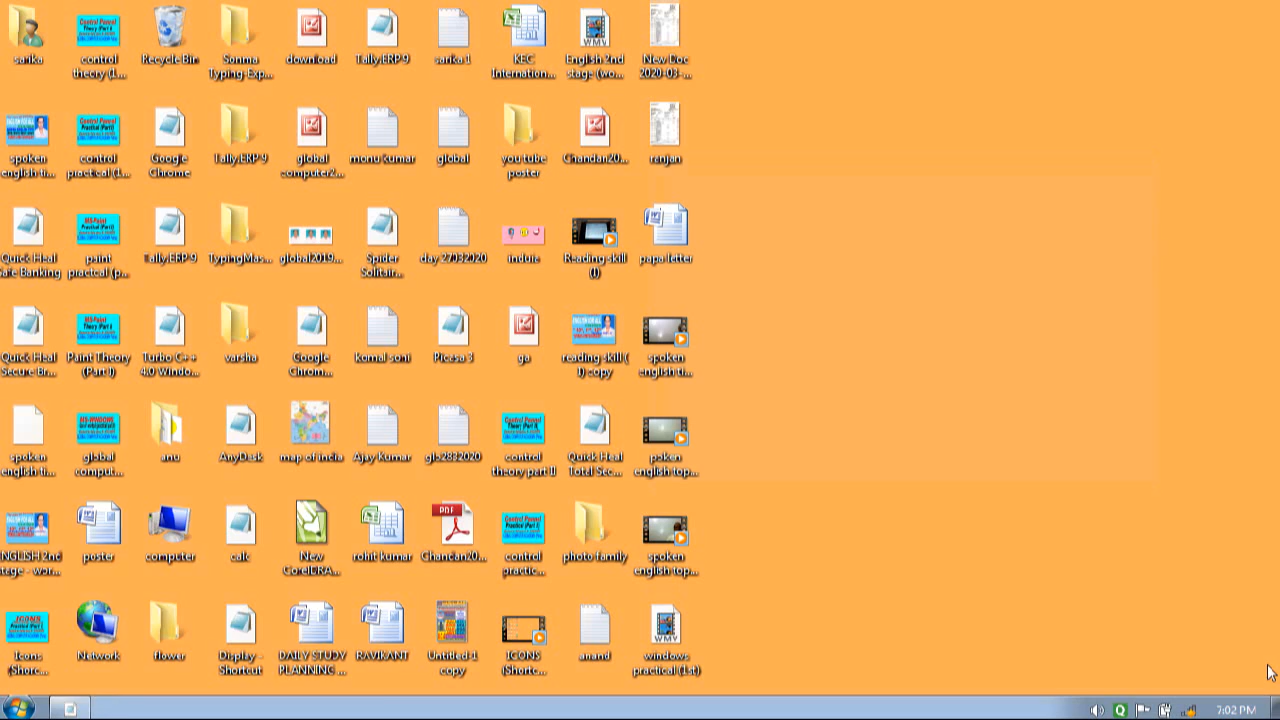 sarika
control
theory (1...
Recycle Bin
Sonma
Typing-Exp...
download
Tally.ERP 9
sarika 1
KEC
Internation...
English 2nd
stage (wo...
New Doc
2020-03-...
spoken
english ti...
control
practical (1...
Google
Chrome
Tally.ERP 9
global
computer2...
monu kumar
global
you tube
poster
Chandan20...
ranjan
Quick Heal
Safe Banking
paint
practical (p...
Tally.ERP 9
TypingMas...
global2019...
Spider
Solitair...
day 27032020
Reading skill
(I)
papa letter
Quick Heal
Secure Br...
Paint Theory
(Part I)
Turbo C++
4.0 Windo...
varsha
Google
Chrom...
komal soni
Picasa 3
ga
reading skill (
I) copy
spoken
english ti...
spoken
english ti...
global
comput...
anu
AnyDesk
map of india
Ajay Kumar
glb2832020
control
theory part II
Quick Heal
Total Sec...
poken
english top...
NGLISH 2nd
tage - wor...
poster
computer
calc
New
CorelDRA...
rohit kumar
PDF
Chandan20...
control
practic...
photo family
spoken
english top...
Icons
(Shortc...
Network
flower
Display -
Shortcut
DAILY STUDY
PLANNING ...
RAVIKANT
Untitled-1
copy
ICONS
(Shortc...
anand
WMV
windows
practical (1st)
7:02 PM